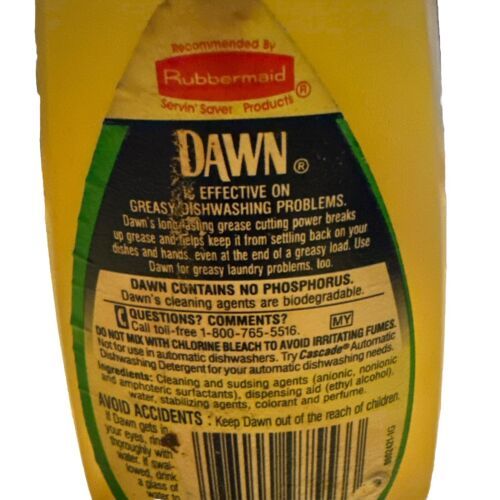 Recommended By
Rubbermaid ®
Servin' Saver Products
DAWN ®
IS EFFECTIVE ON
GREASY DISHWASHING PROBLEMS.
Dawn's long-lasting grease cutting power breaks
up grease and helps keep it from settling back on your
dishes and hands, even at the end of a greasy load. Use
Dawn for greasy laundry problems, too.
DAWN CONTAINS NO PHOSPHORUS.
Dawn's cleaning agents are biodegradable.
QUESTIONS? COMMENTS?
Call toll-free 1-800-765-5516.
MY
DO NOT MIX WITH CHLORINE BLEACH TO AVOID IRRITATING FUMES.
Not for use in automatic dishwashers. Try Cascade® Automatic
Dishwashing Detergent for your automatic dishwashing needs.
Ingredients: Cleaning and sudsing agents (anionic, nonionic
and amphoteric surfactants), dispensing aid (ethyl alcohol),
water, stabilizing agents, colorant and perfume.
AVOID ACCIDENTS: Keep Dawn out of the reach of children.
If Dawn gets in
your eyes, rinse
thoroughly with
water. If swal-
lowed, drink
a glass of
water to